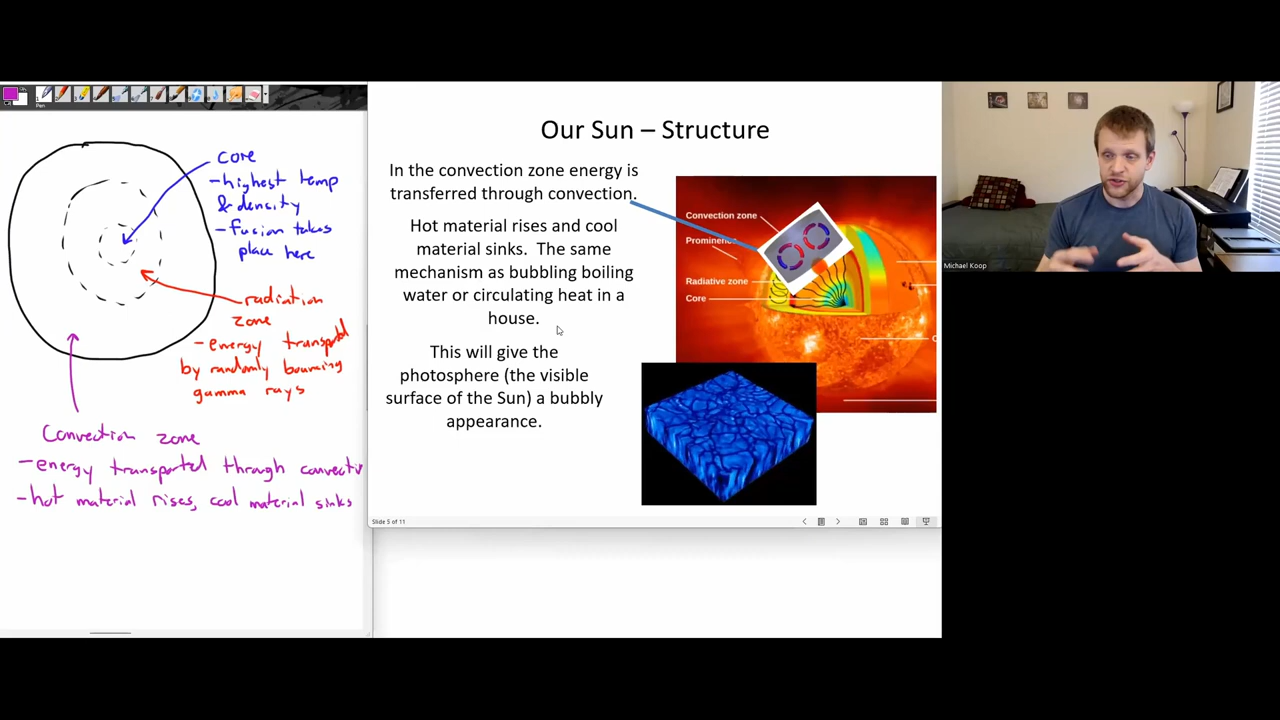 Our Sun – Structure
In the convection zone energy is
transferred through convection.
Hot material rises and cool
material sinks. The same
mechanism as bubbling boiling
water or circulating heat in a
house.
This will give the
photosphere (the visible
surface of the Sun) a bubbly
appearance.
Convection zone
Prominence
Radiative zone
Core
Slide 5 of 11
Michael Koop
Pen
core
-highest temp
& density
-fusion takes
place here
radiation
zone
-energy transported
by randomly bouncing
gamma rays
Convection zone
-energy transported through convectiv
-hot material rises, cool material sinks